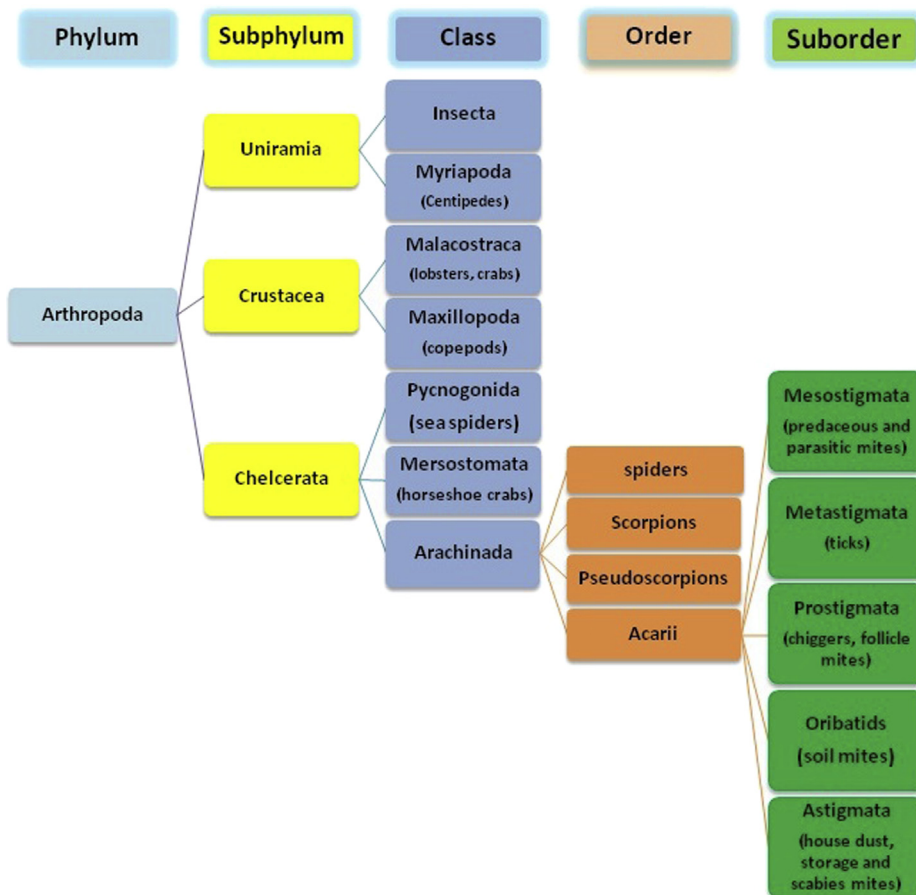 Phylum
Subphylum
Class
Order
Suborder
Arthropoda
Uniramia
Crustacea
Chelcerata
Insecta
Myriapoda
(Centipedes)
Malacostraca
(lobsters, crabs)
Maxillopoda
(copepods)
Pycnogonida
(sea spiders)
Mersostomata
(horseshoe crabs)
Arachinada
spiders
Scorpions
Pseudoscorpions
Acarii
Mesostigmata
(predaceous and
parasitic mites)
Metastigmata
(ticks)
Prostigmata
(chiggers, follicle
mites)
Oribatids
(soil mites)
Astigmata
(house dust,
storage and
scabies mites)